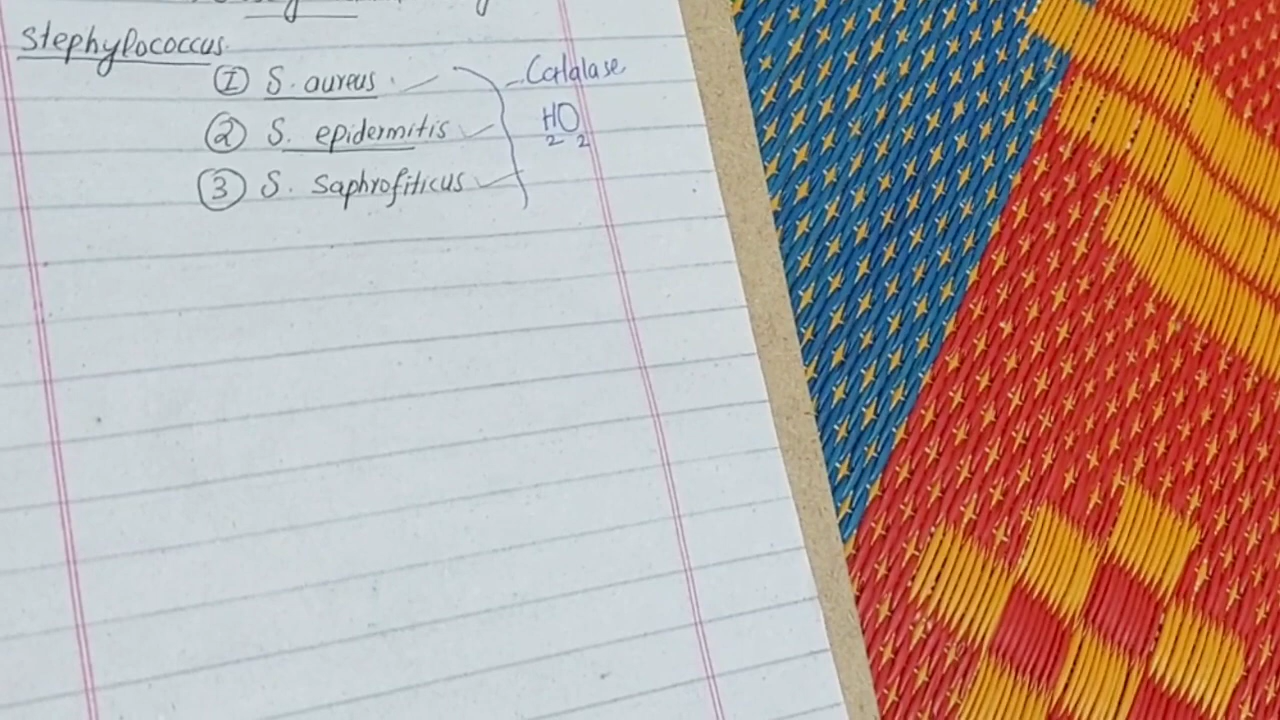 Stephylococcus
① S. aureus
Catalase
② S. epidermitis
H2O2
③ S. saphrofiticus